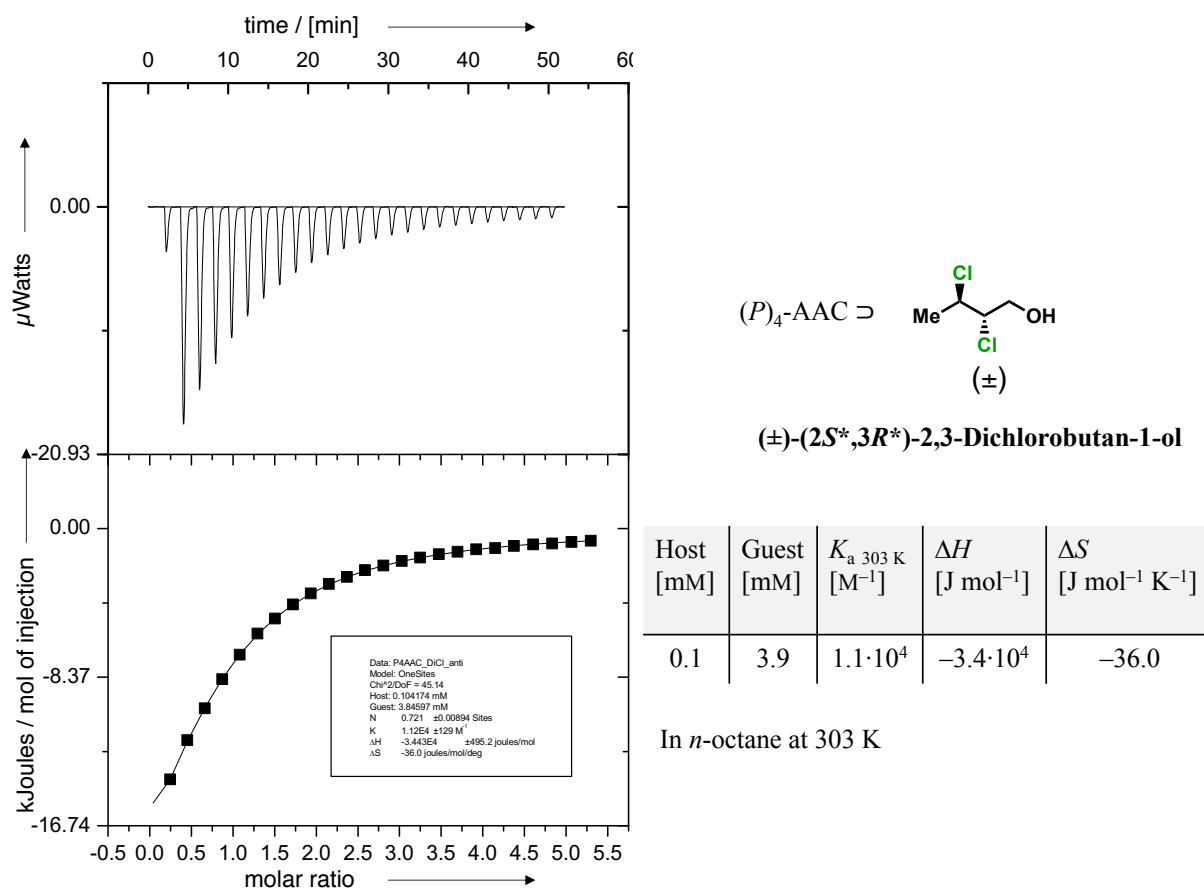 time / [min]
0 10 20 30 40 50
0.00
µWatts
-20.93
0.00
kJoules / mol of injection
-8.37
-16.74
Data: P4AAC_DiCl_anti
Model: OneSites
Chi^2/DoF = 45.14
Host: 0.104174 mM
Guest: 3.84597 mM
N 0.721 ±0.00894 Sites
K 1.12E4 ±129 M⁻¹
ΔH -3.443E4 ±495.2 joules/mol
ΔS -36.0 joules/mol/deg
-0.5 0.0 0.5 1.0 1.5 2.0 2.5 3.0 3.5 4.0 4.5 5.0 5.5
molar ratio
(P)₄-AAC ⊃
Cl
Me OH
Cl
(±)
(±)-(2S*,3R*)-2,3-Dichlorobutan-1-ol
Host [mM] Guest [mM] Kₐ ₃₀₃ K [M⁻¹] ΔH [J mol⁻¹] ΔS [J mol⁻¹ K⁻¹]
0.1 3.9 1.1·10⁴ −3.4·10⁴ −36.0
In n-octane at 303 K